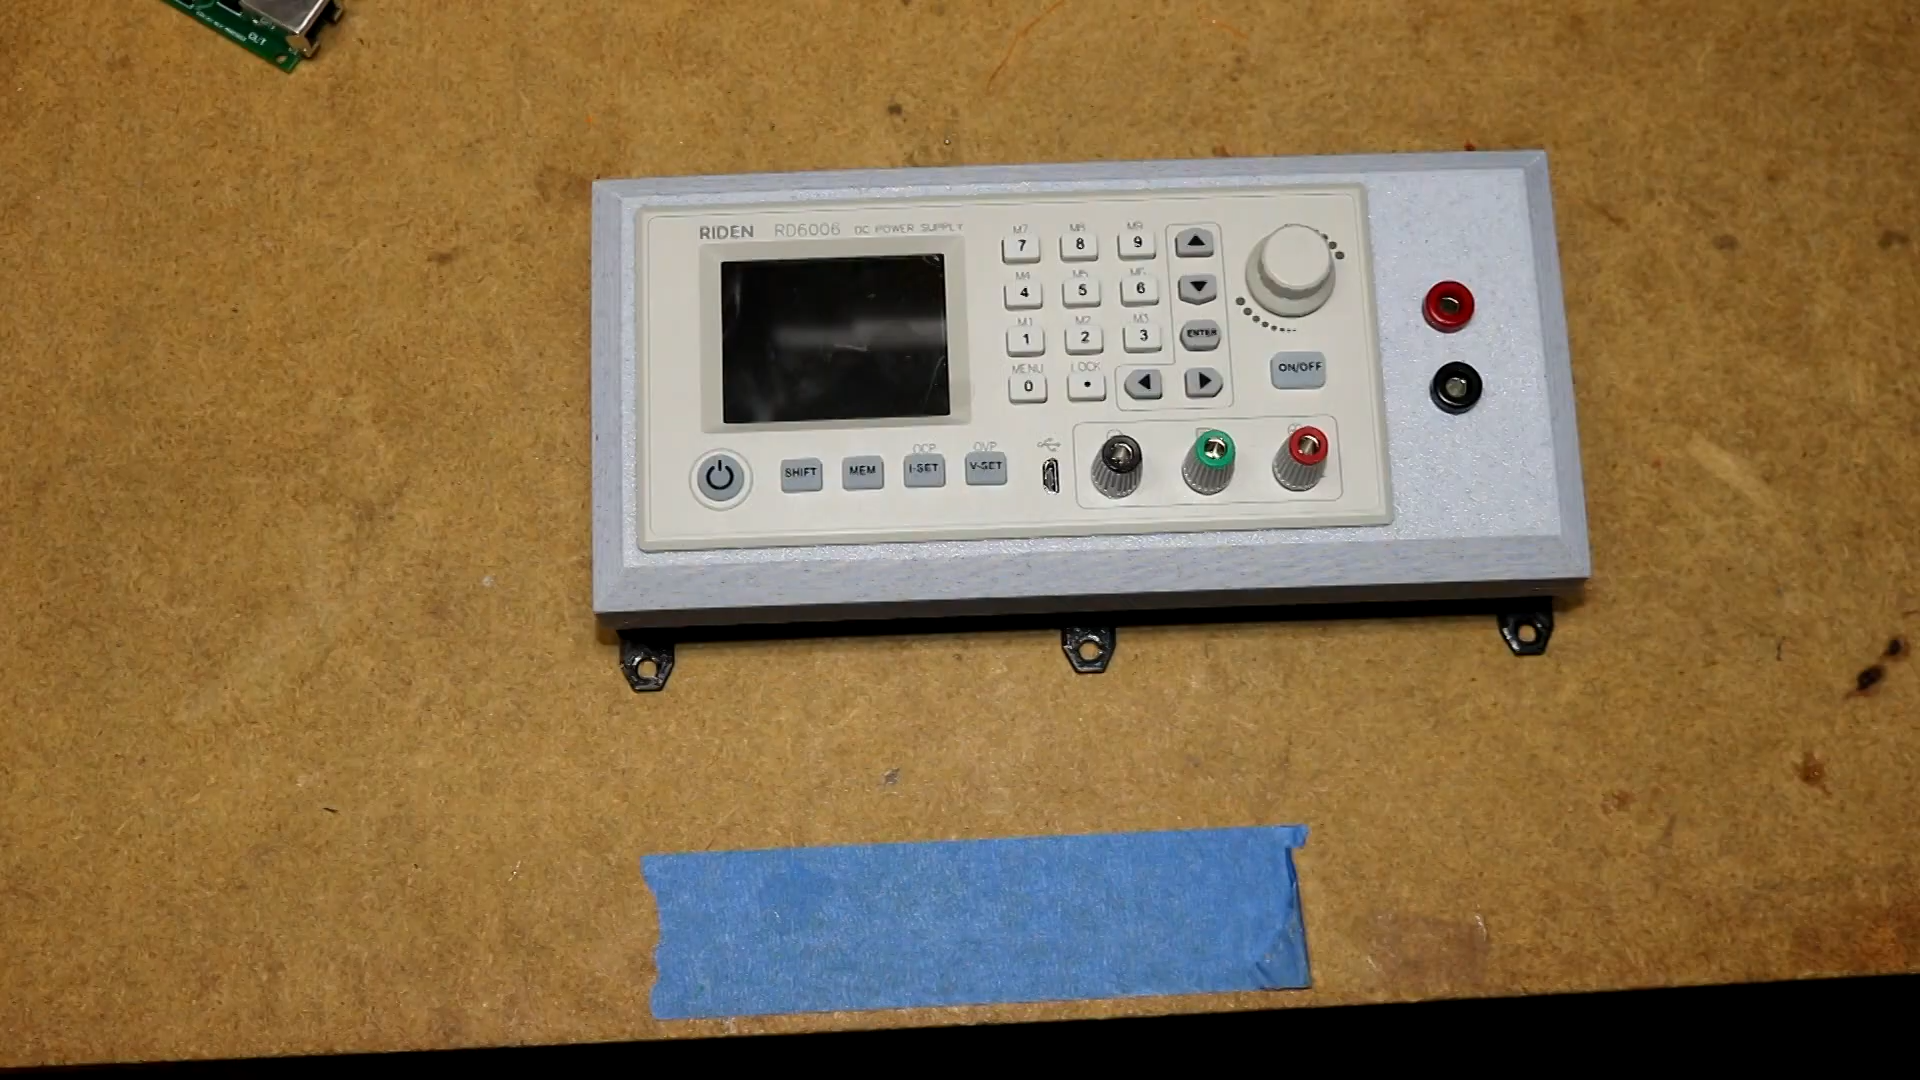 OUT
RIDEN RD6006 DC POWER SUPPLY
M7 M8 M9
7 8 9
M4 M5 M6
4 5 6
M1 M2 M3
1 2 3 ENTER
MENU LOCK
0 . ON/OFF
OCP OVP
SHIFT MEM I-SET V-SET